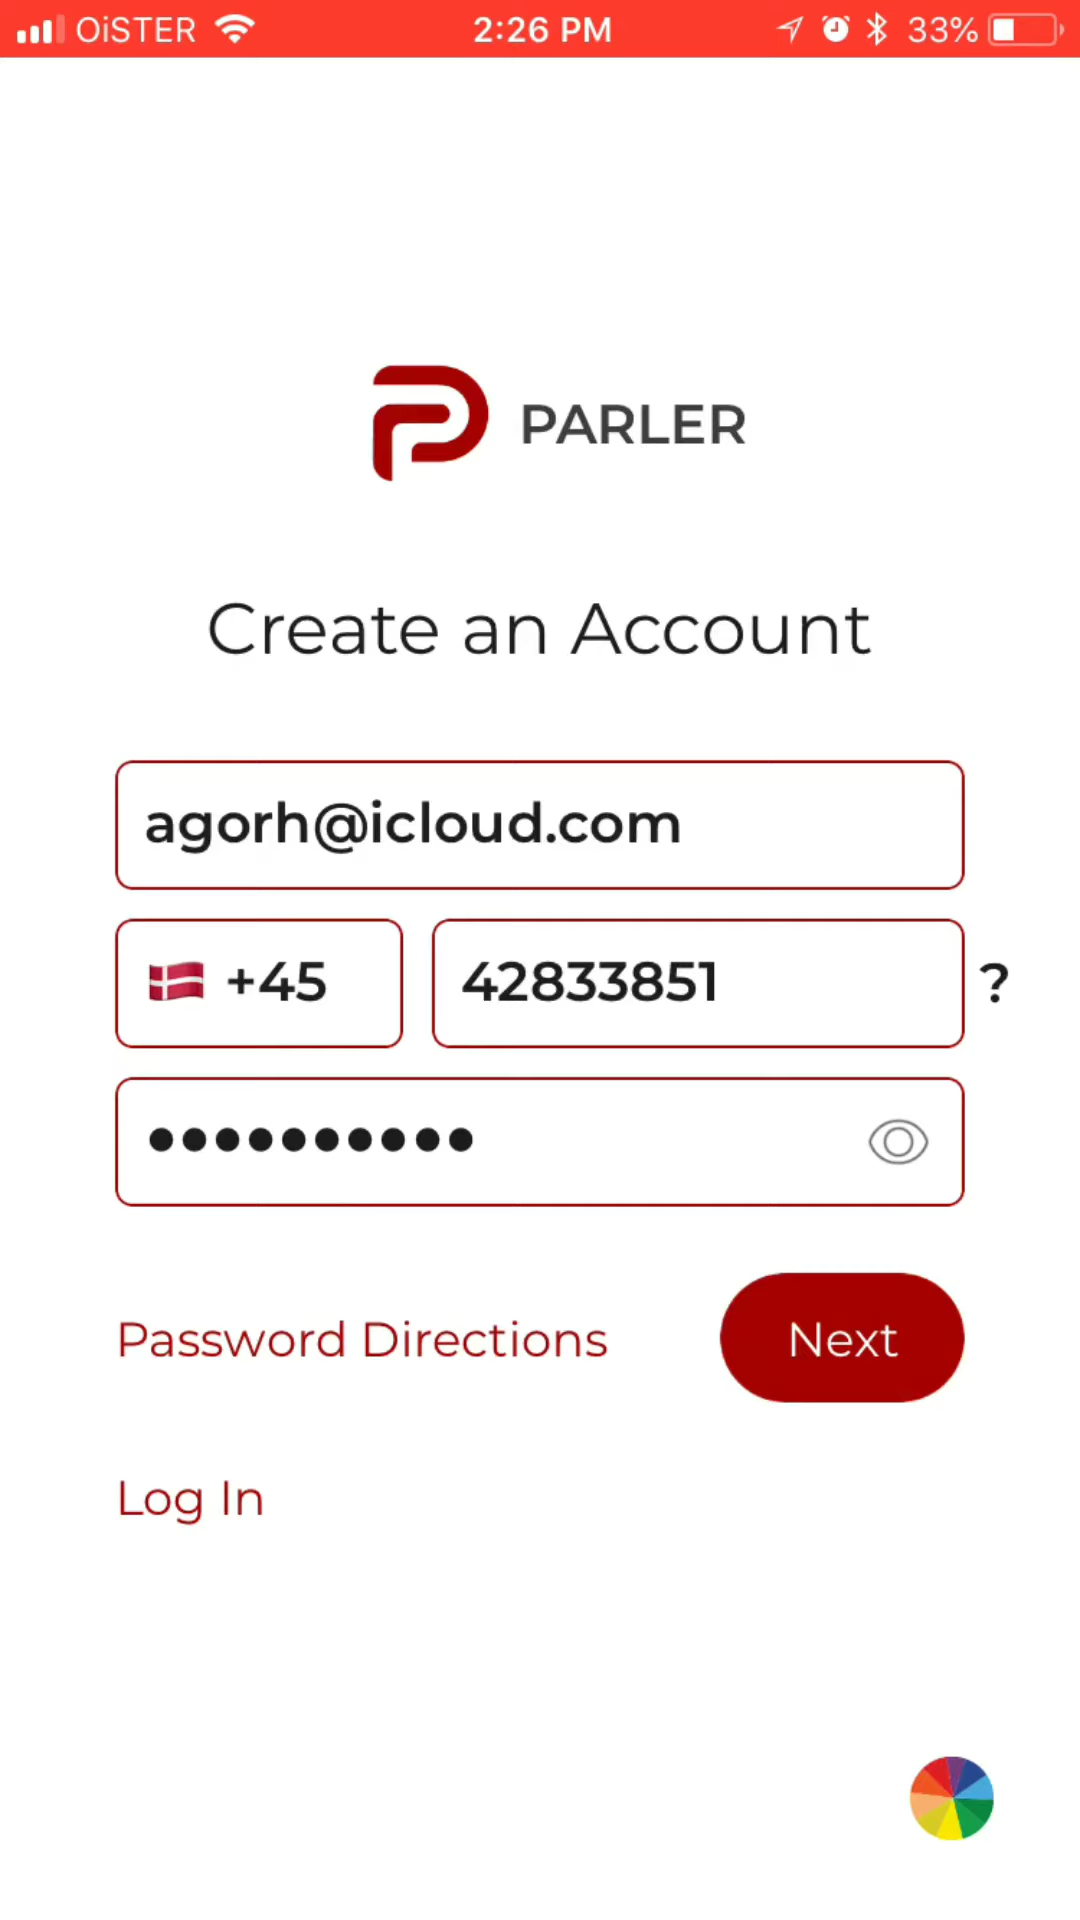 OiSTER 2:26 PM 33%
PARLER
Create an Account
agorh@icloud.com
+45 42833851 ?
••••••••••
Password Directions Next
Log In